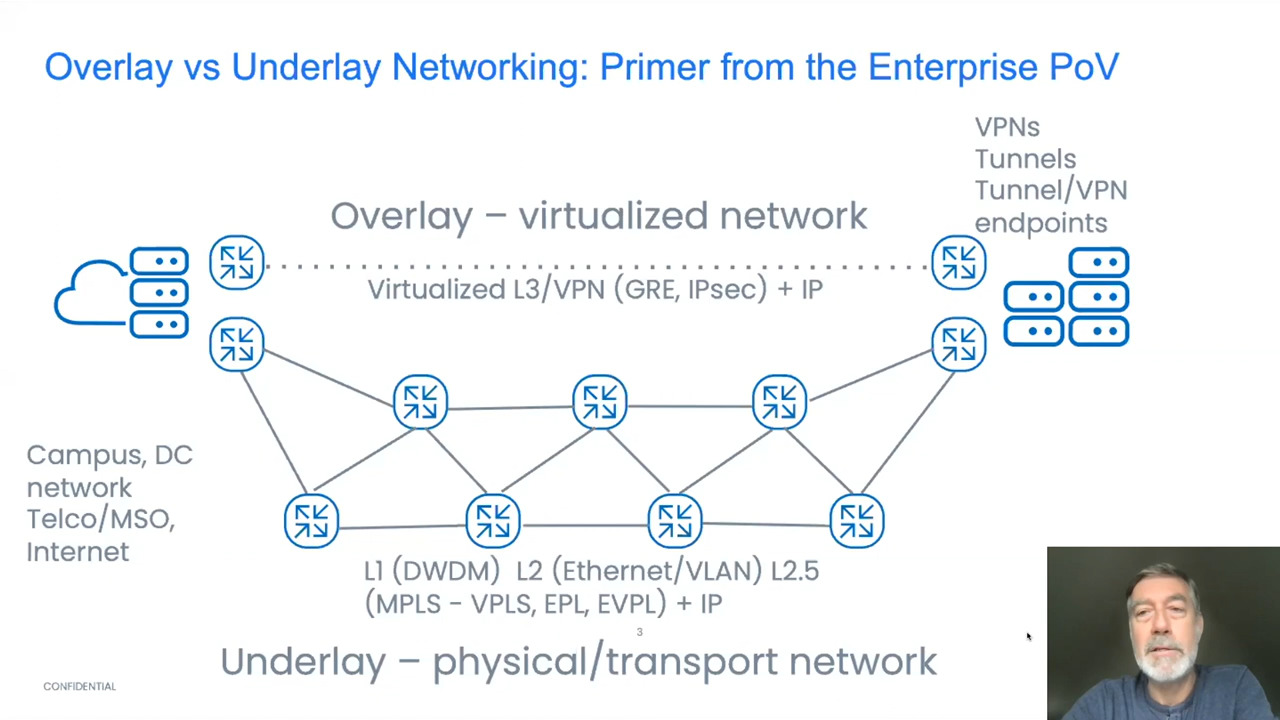 Overlay vs Underlay Networking: Primer from the Enterprise PoV
VPNs
Tunnels
Tunnel/VPN
endpoints
Overlay – virtualized network
Virtualized L3/VPN (GRE, IPsec) + IP
Campus, DC
network
Telco/MSO,
Internet
L1 (DWDM)  L2 (Ethernet/VLAN) L2.5
(MPLS - VPLS, EPL, EVPL) + IP
3
Underlay – physical/transport network
CONFIDENTIAL